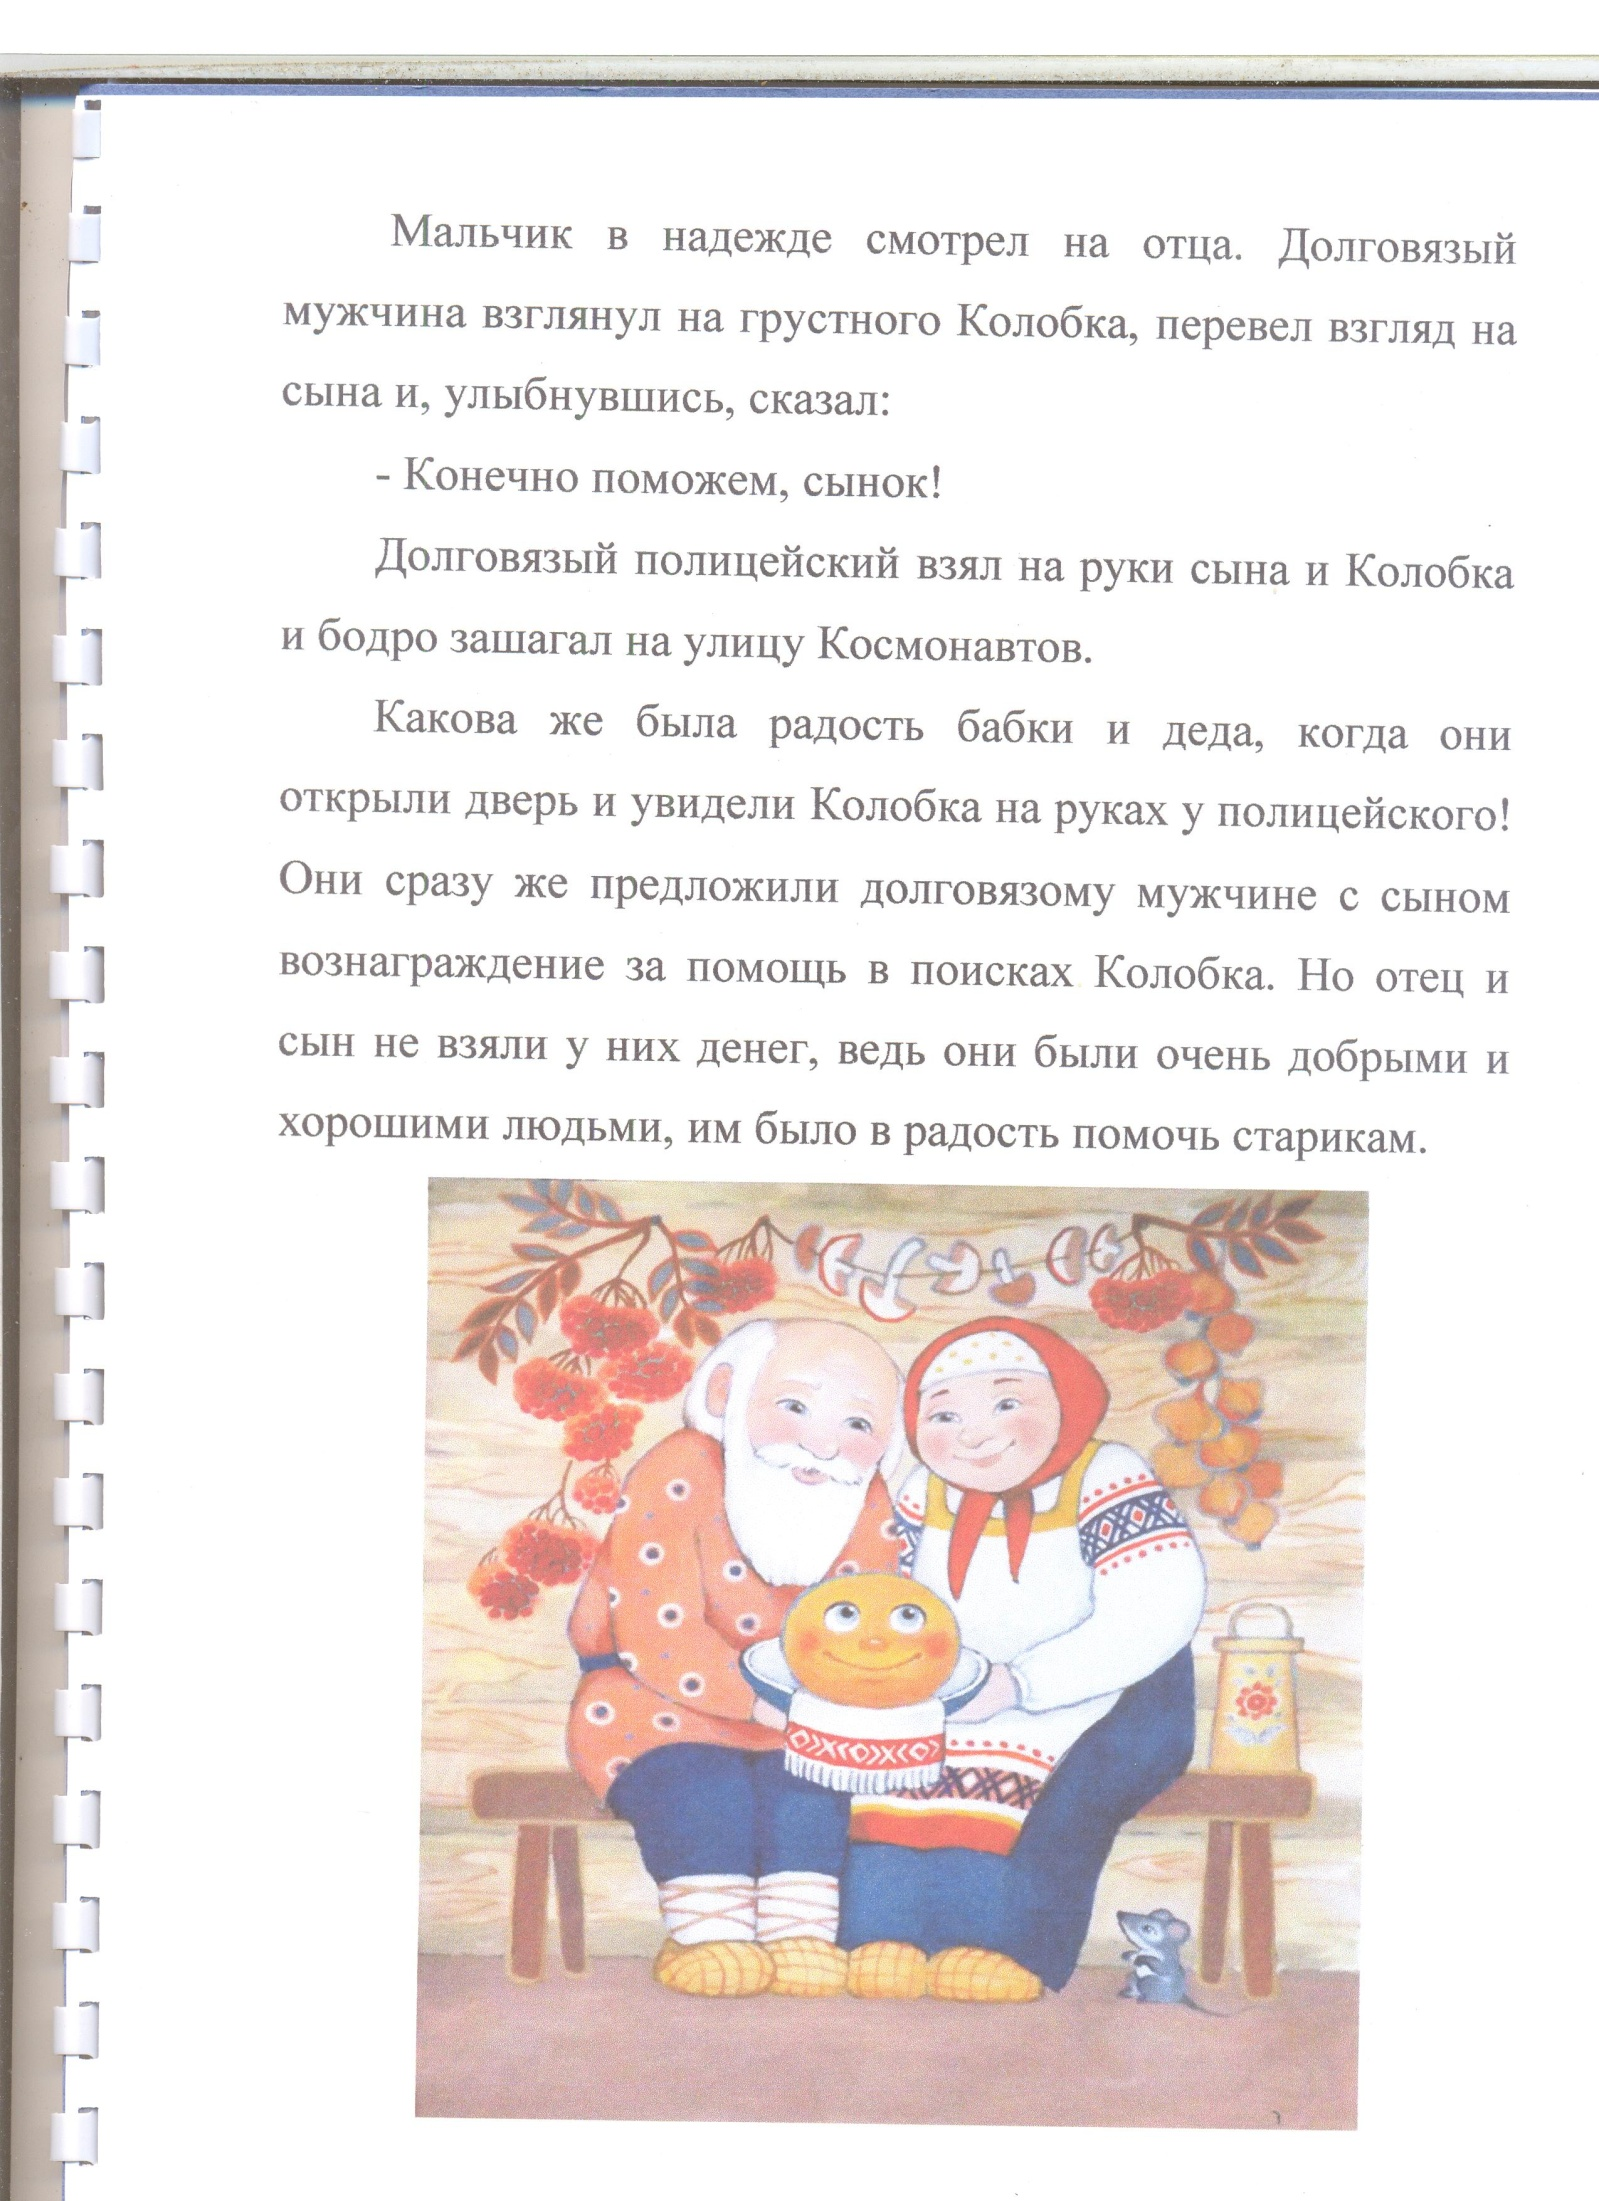 Мальчик в надежде смотрел на отца. Долговязый
мужчина взглянул на грустного Колобка, перевел взгляд на
сына и, улыбнувшись, сказал:
- Конечно поможем, сынок!
Долговязый полицейский взял на руки сына и Колобка
и бодро зашагал на улицу Космонавтов.
Какова же была радость бабки и деда, когда они
открыли дверь и увидели Колобка на руках у полицейского!
Они сразу же предложили долговязому мужчине с сыном
вознаграждение за помощь в поисках Колобка. Но отец и
сын не взяли у них денег, ведь они были очень добрыми и
хорошими людьми, им было в радость помочь старикам.